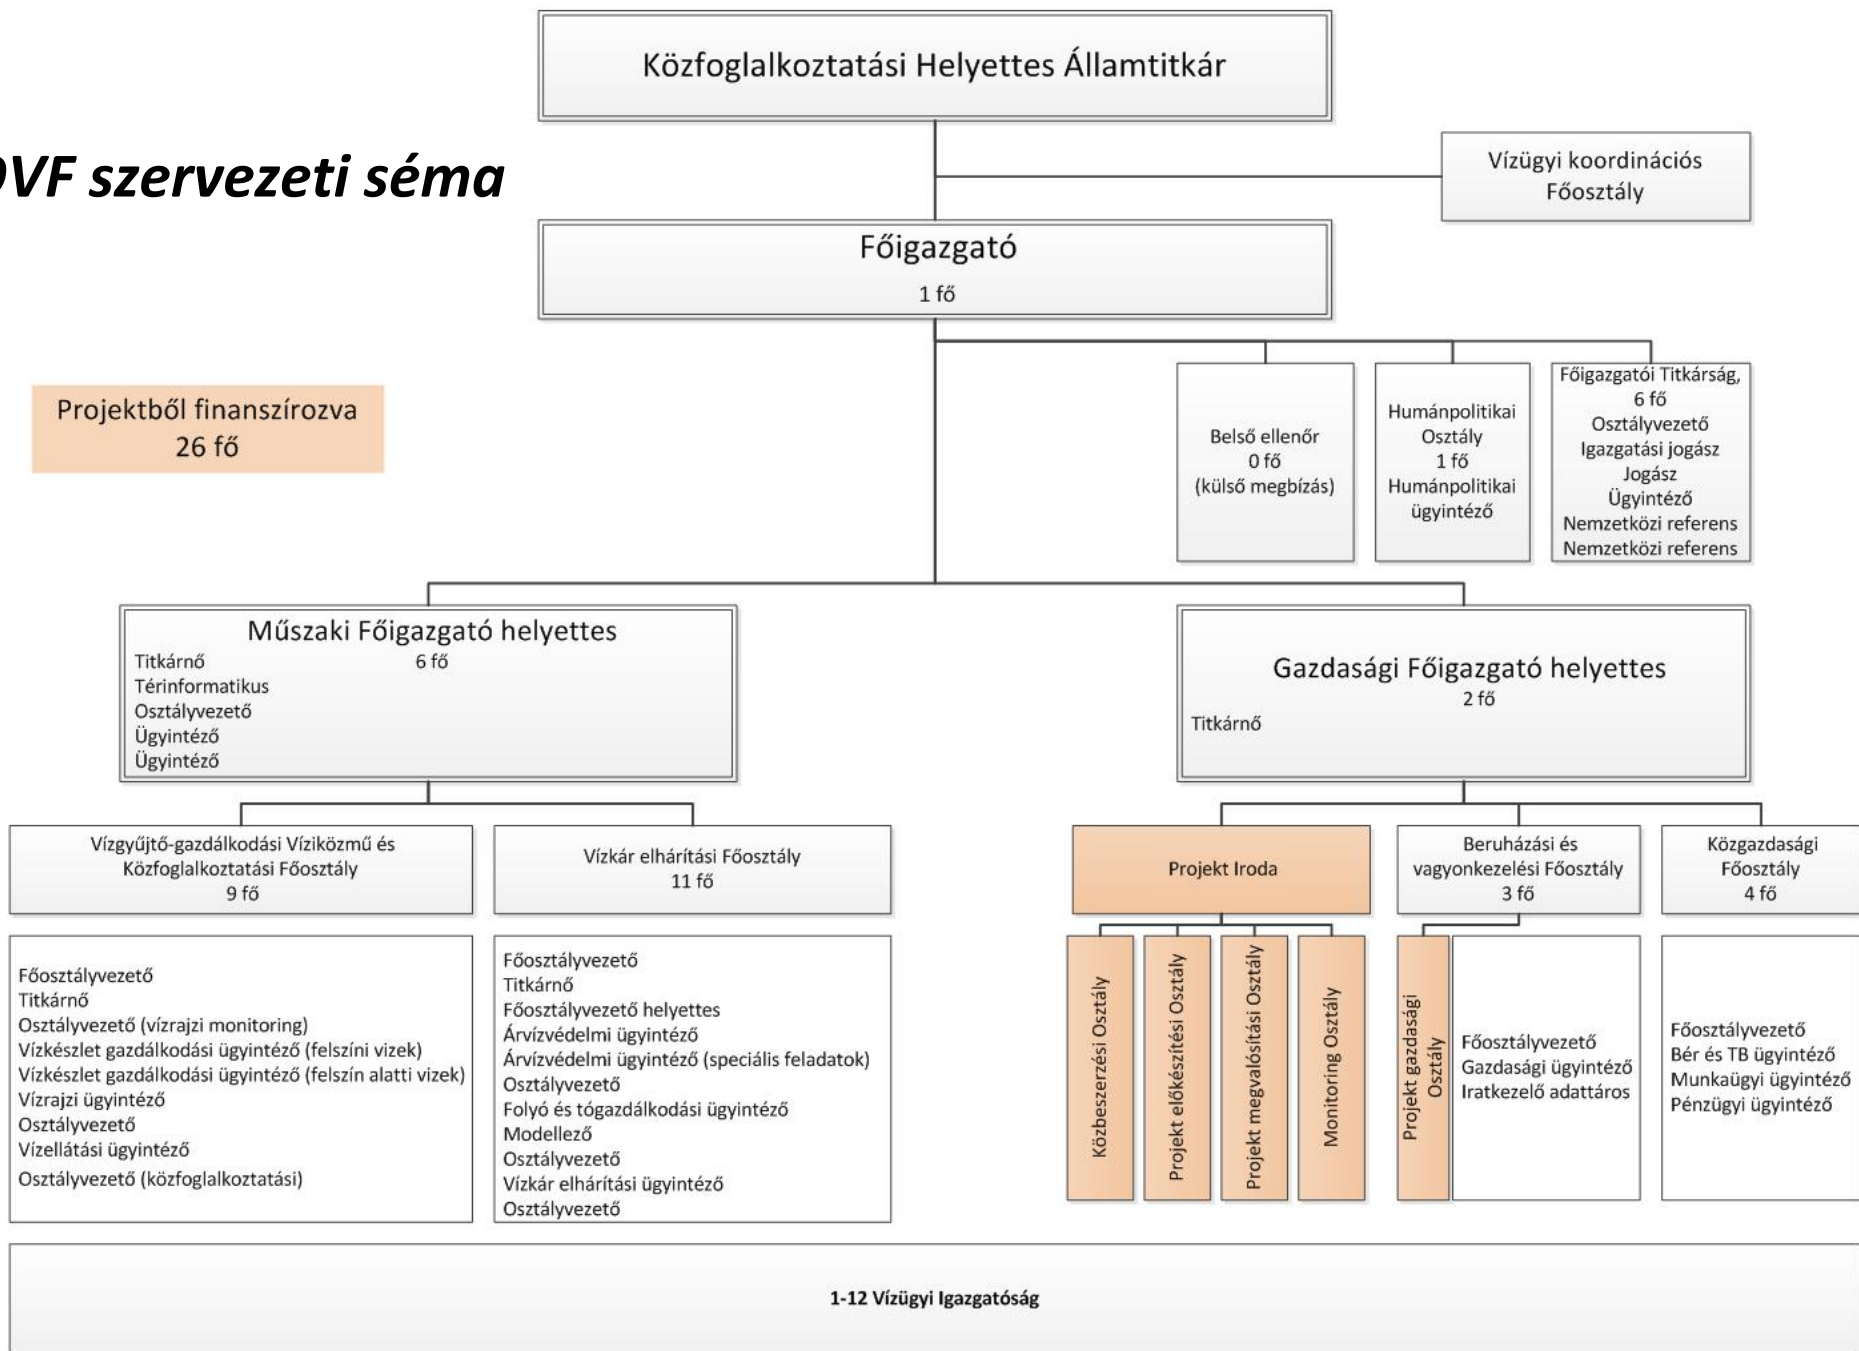 Közfoglalkoztatási Helyettes Államtitkár
OVF szervezeti séma
Vízügyi koordinációs
Főosztály
Főigazgató
1 fő
Projektből finanszírozva
26 fő
Belső ellenőr
0 fő
(külső megbízás)
Humánpolitikai
Osztály
1 fő
Humánpolitikai
ügyintéző
Főigazgatói Titkárság,
6 fő
Osztályvezető
Igazgatási jogász
Jogász
Ügyintéző
Nemzetközi referens
Nemzetközi referens
Műszaki Főigazgató helyettes
Titkárnő 6 fő
Térinformatikus
Osztályvezető
Ügyintéző
Ügyintéző
Gazdasági Főigazgató helyettes
2 fő
Titkárnő
Vízgyűjtő-gazdálkodási Víziközmű és
Közfoglalkoztatási Főosztály
9 fő
Vízkár elhárítási Főosztály
11 fő
Projekt Iroda
Beruházási és
vagyonkezelési Főosztály
3 fő
Közgazdasági
Főosztály
4 fő
Főosztályvezető
Titkárnő
Osztályvezető (vízrajzi monitoring)
Vízkészlet gazdálkodási ügyintéző (felszíni vizek)
Vízkészlet gazdálkodási ügyintéző (felszín alatti vizek)
Vízrajzi ügyintéző
Osztályvezető
Vízellátási ügyintéző
Osztályvezető (közfoglalkoztatási)
Főosztályvezető
Titkárnő
Főosztályvezető helyettes
Árvízvédelmi ügyintéző
Árvízvédelmi ügyintéző (speciális feladatok)
Osztályvezető
Folyó és tógazdálkodási ügyintéző
Modellező
Osztályvezető
Vízkár elhárítási ügyintéző
Osztályvezető
Közbeszerzési Osztály
Projekt előkészítési Osztály
Projekt megvalósítási Osztály
Monitoring Osztály
Projekt gazdasági
Osztály
Főosztályvezető
Gazdasági ügyintéző
Iratkezelő adattáros
Főosztályvezető
Bér és TB ügyintéző
Munkaügyi ügyintéző
Pénzügyi ügyintéző
1-12 Vízügyi Igazgatóság